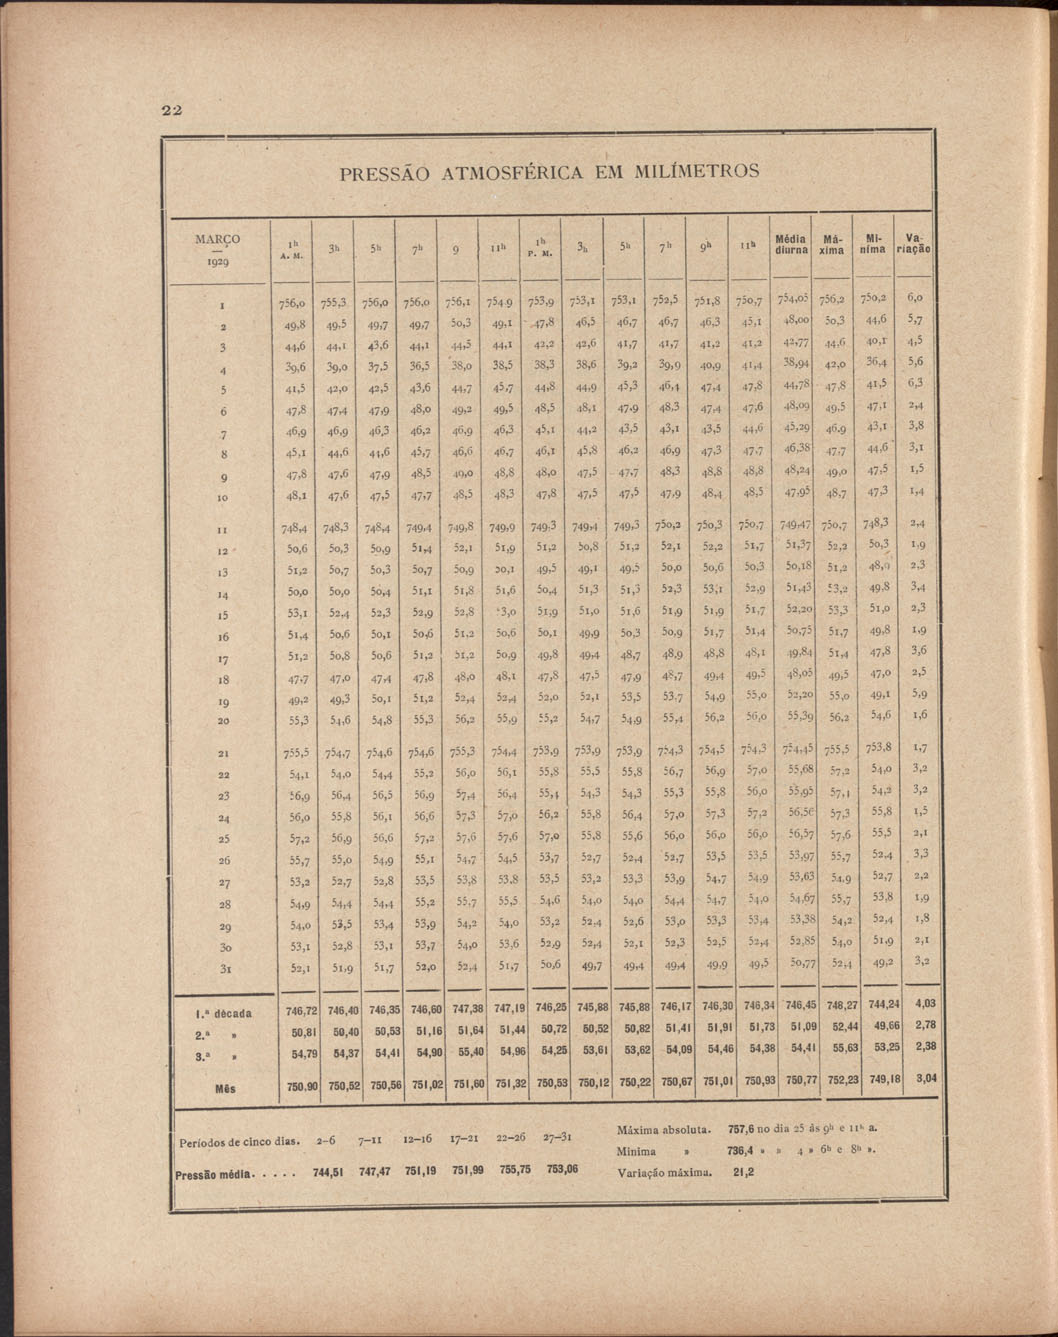 22
PRESSÃO ATMOSFÉRICA EM MILÍMETROS
MARÇO — 1929 1h A. M. 3h 5h 7h 9 11h 1h P. M. 3h 5h 7h 9h 11h Média diurna Má-xima Mí-nima Va-riação
1 756,0 755,3 756,0 756,0 756,1 754,9 753,9 753,1 753,1 752,5 751,8 750,7 754,05 756,2 750,2 6,0
2 49,8 49,5 49,7 49,7 50,3 49,1 47,8 46,5 46,7 46,7 46,3 45,1 48,00 50,3 44,6 5,7
3 44,6 44,1 43,6 44,1 44,5 44,1 42,2 42,6 41,7 41,7 41,2 41,2 42,77 44,6 40,1 4,5
4 39,6 39,0 37,5 36,5 38,0 38,5 38,3 38,6 39,2 39,9 40,9 41,4 38,94 42,0 36,4 5,6
5 41,5 42,0 42,5 43,6 44,7 45,7 44,8 44,9 45,3 46,4 47,4 47,8 44,78 47,8 41,5 6,3
6 47,8 47,4 47,9 48,0 49,2 49,5 48,5 48,1 47,9 48,3 47,4 47,6 48,09 49,5 47,1 2,4
7 46,9 46,9 46,3 46,2 46,9 46,3 45,1 44,2 43,5 43,1 43,5 44,6 45,29 46,9 43,1 3,8
8 45,1 44,6 44,6 45,7 46,6 46,7 46,1 45,8 46,2 46,9 47,3 47,7 46,38 47,7 44,6 3,1
9 47,8 47,6 47,9 48,5 49,0 48,8 48,0 47,5 47,7 48,3 48,8 48,8 48,24 49,0 47,5 1,5
10 48,1 47,6 47,5 47,7 48,5 48,3 47,8 47,5 47,5 47,9 48,4 48,5 47,95 48,7 47,3 1,4
11 748,4 748,3 748,4 749,4 749,8 749,9 749,3 749,4 749,3 750,2 750,3 750,7 749,47 750,7 748,3 2,4
12 50,6 50,3 50,9 51,4 52,1 51,9 51,2 50,8 51,2 52,1 52,2 51,7 51,37 52,2 50,3 1,9
13 51,2 50,7 50,3 50,7 50,9 50,1 49,5 49,1 49,5 50,0 50,6 50,3 50,18 51,2 48,9 2,3
14 50,0 50,0 50,4 51,1 51,8 51,6 50,4 51,3 51,3 52,3 53,1 52,9 51,43 53,2 49,8 3,4
15 53,1 52,4 52,3 52,9 52,8 3,0 51,9 51,0 51,6 51,9 51,9 51,7 52,20 53,3 51,0 2,3
16 51,4 50,6 50,1 50,6 51,2 50,6 50,1 49,9 50,3 50,9 51,7 51,4 50,75 51,7 49,8 1,9
17 51,2 50,8 50,6 51,2 51,2 50,9 49,8 49,4 48,7 48,9 48,8 48,1 49,84 51,4 47,8 3,6
18 47,7 47,0 47,4 47,8 48,0 48,1 47,8 47,5 47,9 48,7 49,4 49,5 48,05 49,5 47,0 2,5
19 49,2 49,3 50,1 51,2 52,4 52,4 52,0 52,1 53,5 53,7 54,9 55,0 52,20 55,0 49,1 5,9
20 55,3 54,6 54,8 55,3 56,2 55,9 55,2 54,7 54,9 55,4 56,2 56,0 55,39 56,2 54,6 1,6
21 755,5 754,7 754,6 754,6 755,3 754,4 753,9 753,9 753,9 754,3 754,5 754,3 754,45 755,5 753,8 1,7
22 54,1 54,0 54,4 55,2 56,0 56,1 55,8 55,5 55,8 56,7 56,9 57,0 55,68 57,2 54,0 3,2
23 56,9 56,4 56,5 56,9 57,4 56,4 55,4 54,3 54,3 55,3 55,8 56,0 55,95 57,4 54,2 3,2
24 56,0 55,8 56,1 56,6 57,3 57,0 56,2 55,8 56,4 57,0 57,3 57,2 57,3 55,8 1,5
25 57,2 56,9 56,6 57,2 57,6 57,6 57,0 55,8 55,6 56,0 56,0 56,0 56,57 57,6 55,5 2,1
26 55,7 55,0 54,9 55,1 54,7 54,5 53,7 52,7 52,4 52,7 53,5 53,5 53,97 55,7 52,4 3,3
27 53,2 52,7 52,8 53,5 53,8 53,8 53,5 53,2 53,3 53,9 54,7 54,9 53,63 54,9 52,7 2,2
28 54,9 54,4 54,4 55,2 55,7 55,5 54,6 54,0 54,0 54,4 54,7 54,0 54,67 55,7 53,8 1,9
29 54,0 53,5 53,4 53,9 54,2 54,0 53,2 52,4 52,6 53,0 53,3 53,4 53,38 54,2 52,4 1,8
30 53,1 52,8 53,1 53,7 54,0 53,6 52,9 52,4 52,1 52,3 52,5 52,4 52,85 54,0 51,9 2,1
31 52,1 51,9 51,7 52,0 52,4 51,7 50,6 49,7 49,4 49,4 49,9 49,5 50,77 52,4 49,2 3,2
1.ª década 746,72 746,40 746,35 746,60 747,38 747,19 746,25 745,88 745,88 746,17 746,30 746,34 746,45 748,27 744,24 4,03
2.ª » 50,81 50,40 50,53 51,16 51,64 51,44 50,72 50,52 50,82 51,41 51,91 51,73 51,09 52,44 49,66 2,78
3.ª » 54,79 54,37 54,41 54,90 55,40 54,96 54,25 53,61 53,62 54,09 54,46 54,38 54,41 55,63 53,25 2,38
Mês 750,90 750,52 750,56 751,02 751,60 751,32 750,53 750,12 750,22 750,67 751,01 750,93 750,77 752,23 749,18 3,04
Períodos de cinco dias. 2-6 7-11 12-16 17-21 22-26 27-31
Pressão média. . . . . 744,51 747,47 751,19 751,99 755,75 753,06
Máxima absoluta. 757,6 no dia 25 às 9h e 11h a.
Minima » 736,4 » » 4 » 6h e 8h ».
Variação máxima. 21,2